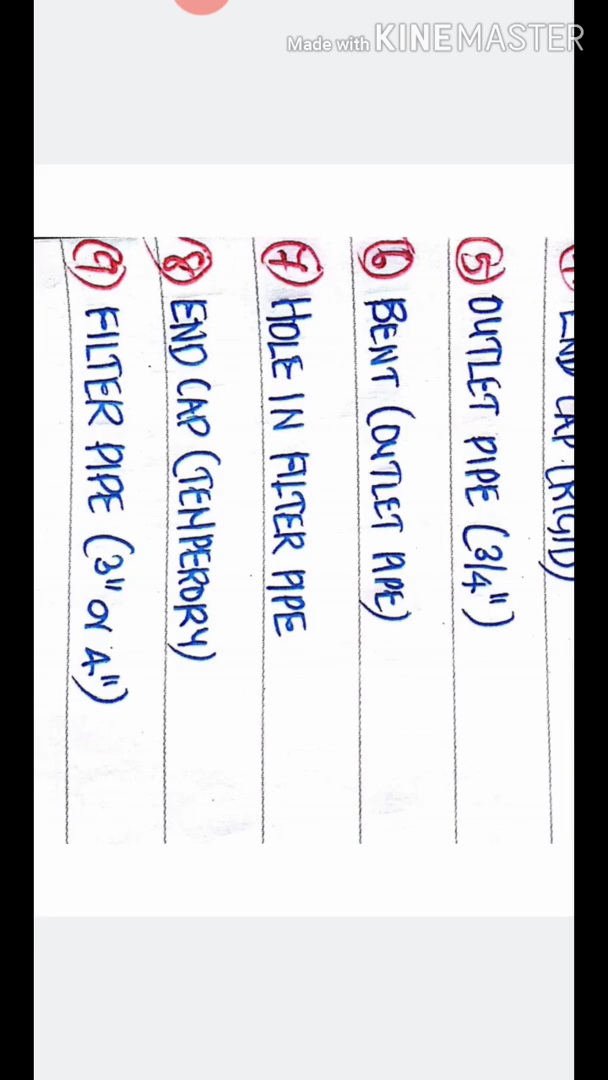 Made with KINEMASTER
④ END CAP (RIGID)
⑤ OUTLET PIPE (3/4")
⑥ BENT (OUTLET PIPE)
⑦ HOLE IN FILTER PIPE
⑧ END CAP (TEMPERORY)
⑨ FILTER PIPE (3" or 4")